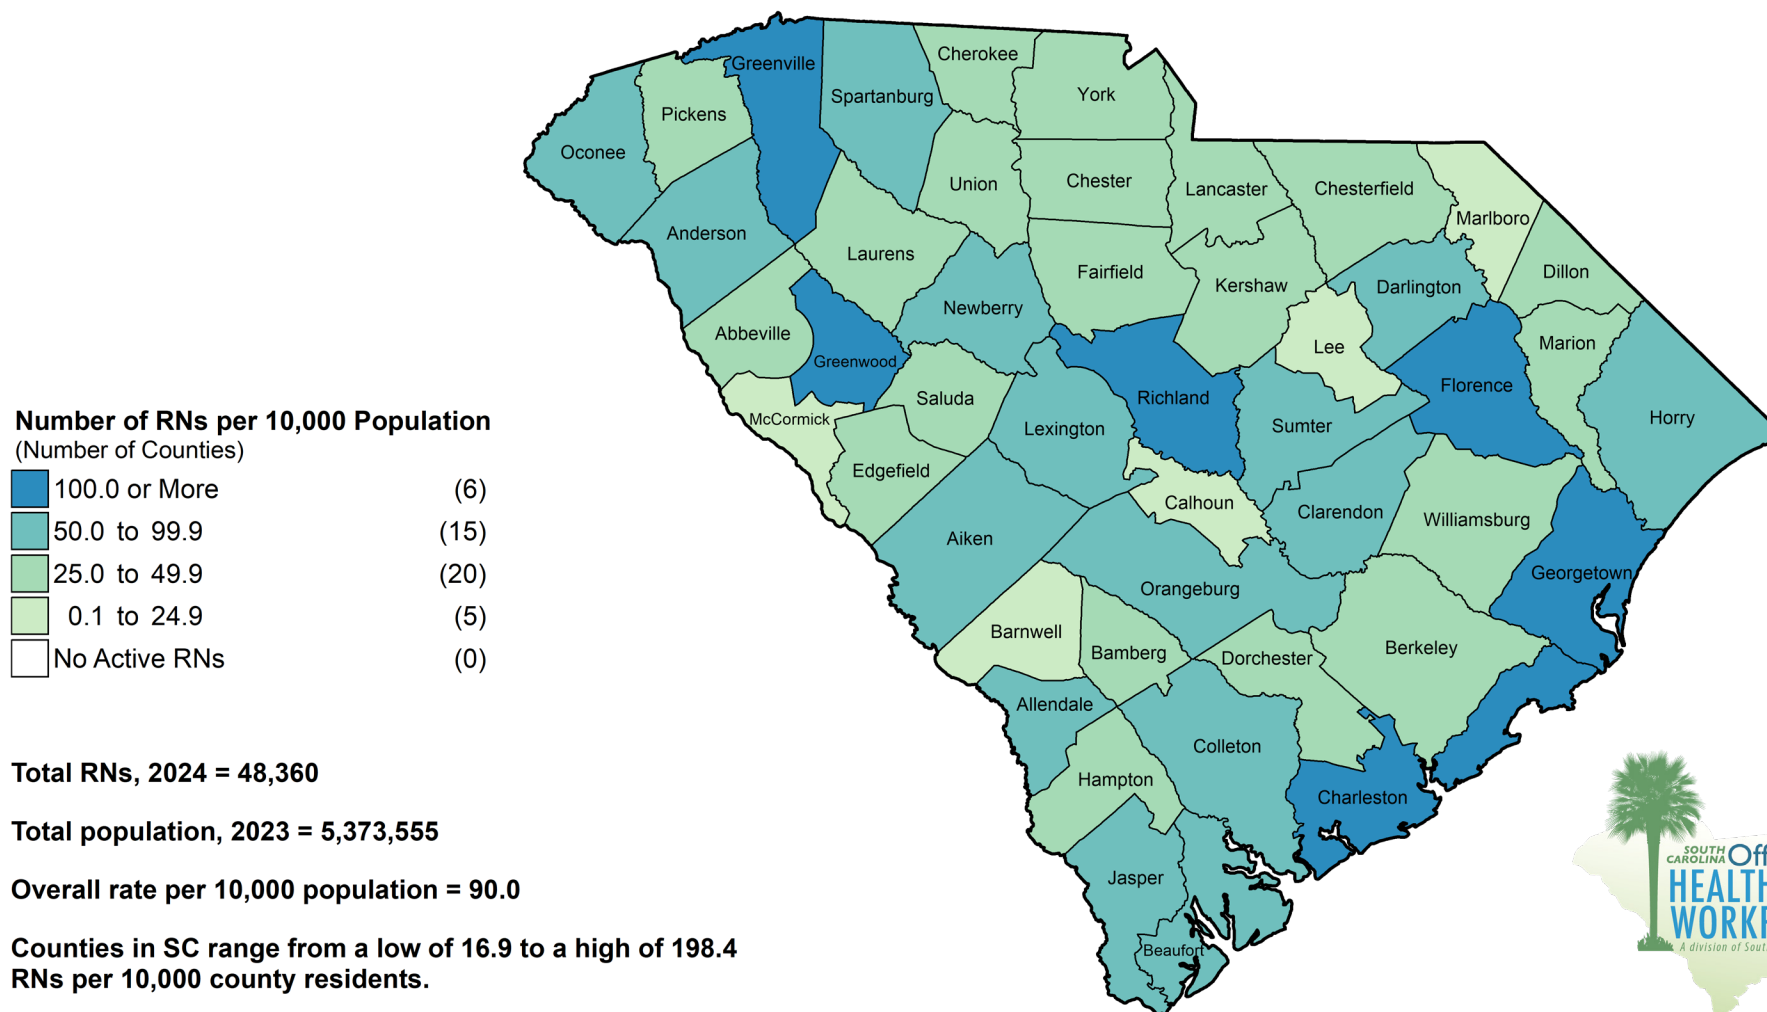 Greenville
Cherokee
Spartanburg
York
Pickens
Oconee
Union
Chester
Lancaster
Chesterfield
Marlboro
Anderson
Laurens
Fairfield
Kershaw
Darlington
Dillon
Newberry
Abbeville
Greenwood
Lee
Marion
Florence
Saluda
Richland
Horry
McCormick
Lexington
Sumter
Edgefield
Calhoun
Clarendon
Williamsburg
Aiken
Georgetown
Orangeburg
Barnwell
Bamberg
Dorchester
Berkeley
Allendale
Colleton
Hampton
Charleston
Jasper
Beaufort
Number of RNs per 10,000 Population
(Number of Counties)
100.0 or More (6)
50.0 to 99.9 (15)
25.0 to 49.9 (20)
0.1 to 24.9 (5)
No Active RNs (0)
Total RNs, 2024 = 48,360
Total population, 2023 = 5,373,555
Overall rate per 10,000 population = 90.0
Counties in SC range from a low of 16.9 to a high of 198.4
RNs per 10,000 county residents.
SOUTH
CAROLINA Off
HEALTH
WORKF
A division of Sout